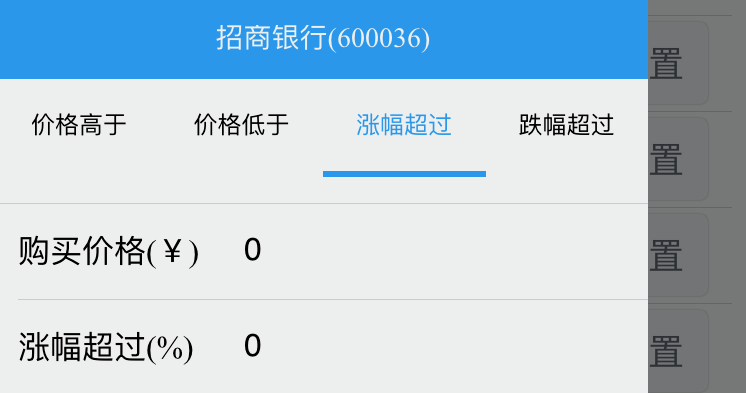 招商银行(600036)
置
价格高于 价格低于 涨幅超过 跌幅超过
置
购买价格(￥) 0
置
涨幅超过(%) 0
置